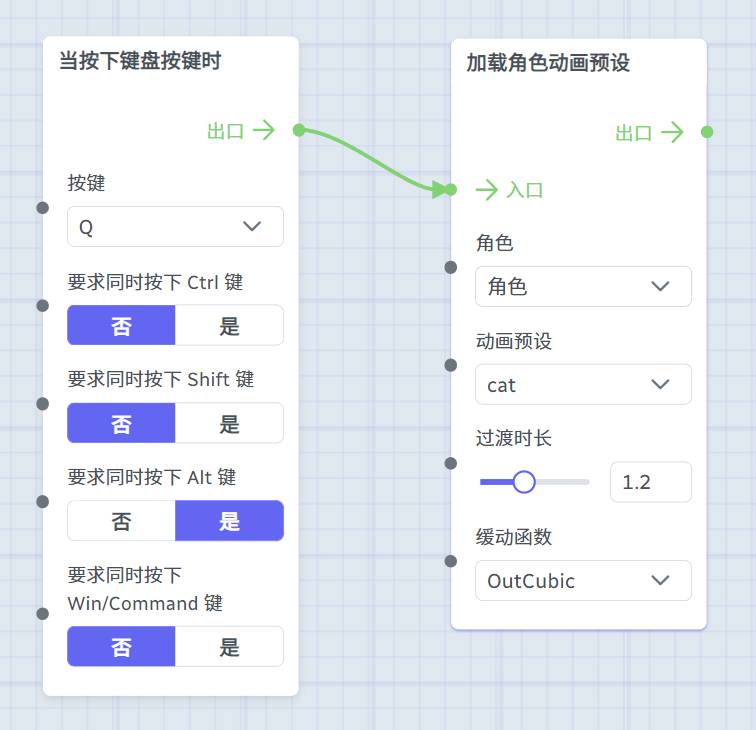 当按下键盘按键时
出口
按键
Q
要求同时按下 Ctrl 键
否 是
要求同时按下 Shift 键
否 是
要求同时按下 Alt 键
否 是
要求同时按下
Win/Command 键
否 是
加载角色动画预设
出口
入口
角色
角色
动画预设
cat
过渡时长
1.2
缓动函数
OutCubic